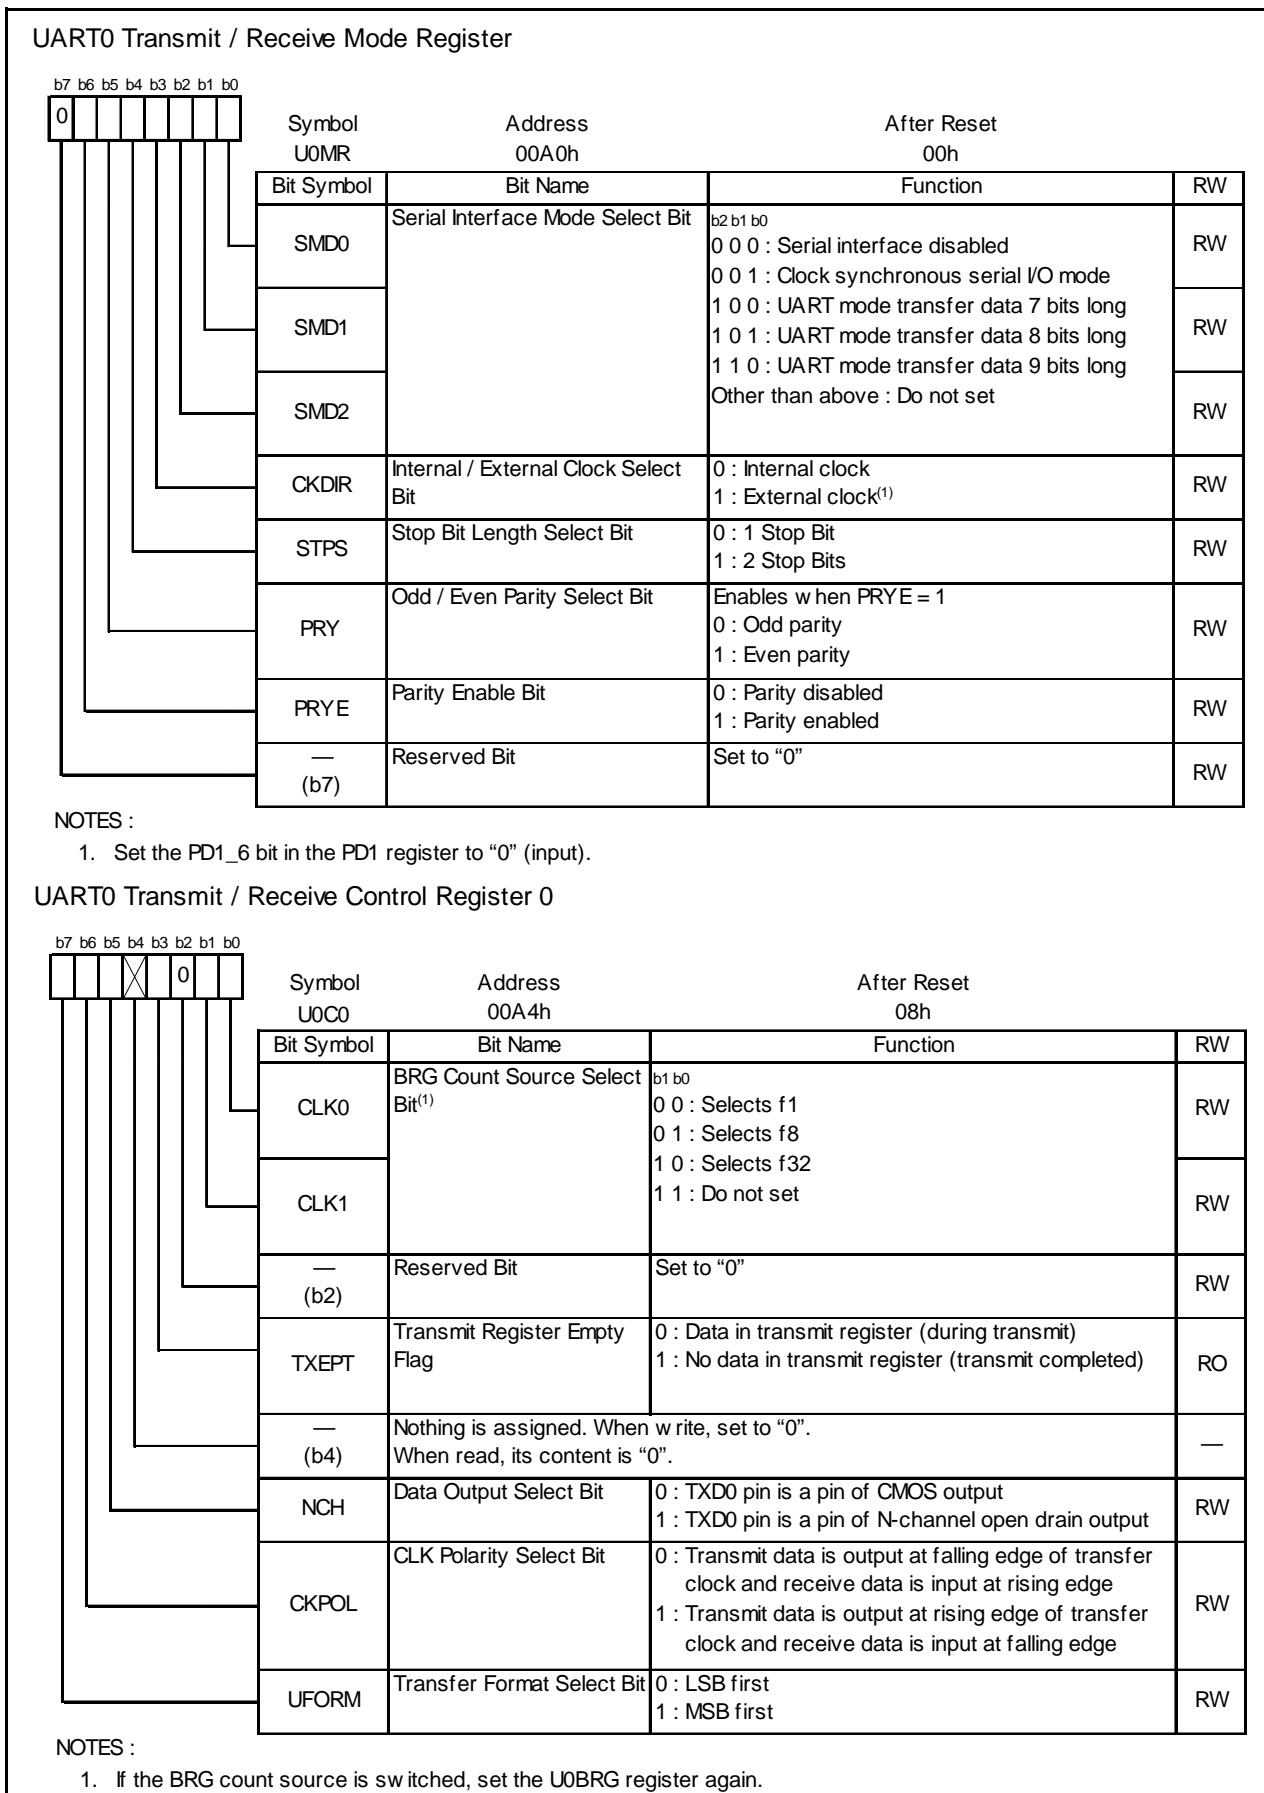 UART0 Transmit / Receive Mode Register
b7 b6 b5 b4 b3 b2 b1 b0
0
Symbol Address After Reset
U0MR 00A0h 00h
Bit Symbol Bit Name Function RW
SMD0 Serial Interface Mode Select Bit b2 b1 b0 RW
0 0 0 : Serial interface disabled
0 0 1 : Clock synchronous serial I/O mode
SMD1 1 0 0 : UART mode transfer data 7 bits long RW
1 0 1 : UART mode transfer data 8 bits long
1 1 0 : UART mode transfer data 9 bits long
SMD2 Other than above : Do not set RW
CKDIR Internal / External Clock Select Bit 0 : Internal clock RW
1 : External clock(1)
STPS Stop Bit Length Select Bit 0 : 1 Stop Bit RW
1 : 2 Stop Bits
PRY Odd / Even Parity Select Bit Enables when PRYE = 1 RW
0 : Odd parity
1 : Even parity
PRYE Parity Enable Bit 0 : Parity disabled RW
1 : Parity enabled
— (b7) Reserved Bit Set to “0” RW
NOTES :
1. Set the PD1_6 bit in the PD1 register to “0” (input).
UART0 Transmit / Receive Control Register 0
b7 b6 b5 b4 b3 b2 b1 b0
0
Symbol Address After Reset
U0C0 00A4h 08h
Bit Symbol Bit Name Function RW
CLK0 BRG Count Source Select Bit(1) b1 b0 RW
0 0 : Selects f1
0 1 : Selects f8
1 0 : Selects f32
CLK1 1 1 : Do not set RW
— (b2) Reserved Bit Set to “0” RW
TXEPT Transmit Register Empty Flag 0 : Data in transmit register (during transmit) RO
1 : No data in transmit register (transmit completed)
— (b4) Nothing is assigned. When write, set to “0”. —
When read, its content is “0”.
NCH Data Output Select Bit 0 : TXD0 pin is a pin of CMOS output RW
1 : TXD0 pin is a pin of N-channel open drain output
CKPOL CLK Polarity Select Bit 0 : Transmit data is output at falling edge of transfer RW
clock and receive data is input at rising edge
1 : Transmit data is output at rising edge of transfer
clock and receive data is input at falling edge
UFORM Transfer Format Select Bit 0 : LSB first RW
1 : MSB first
NOTES :
1. If the BRG count source is switched, set the U0BRG register again.